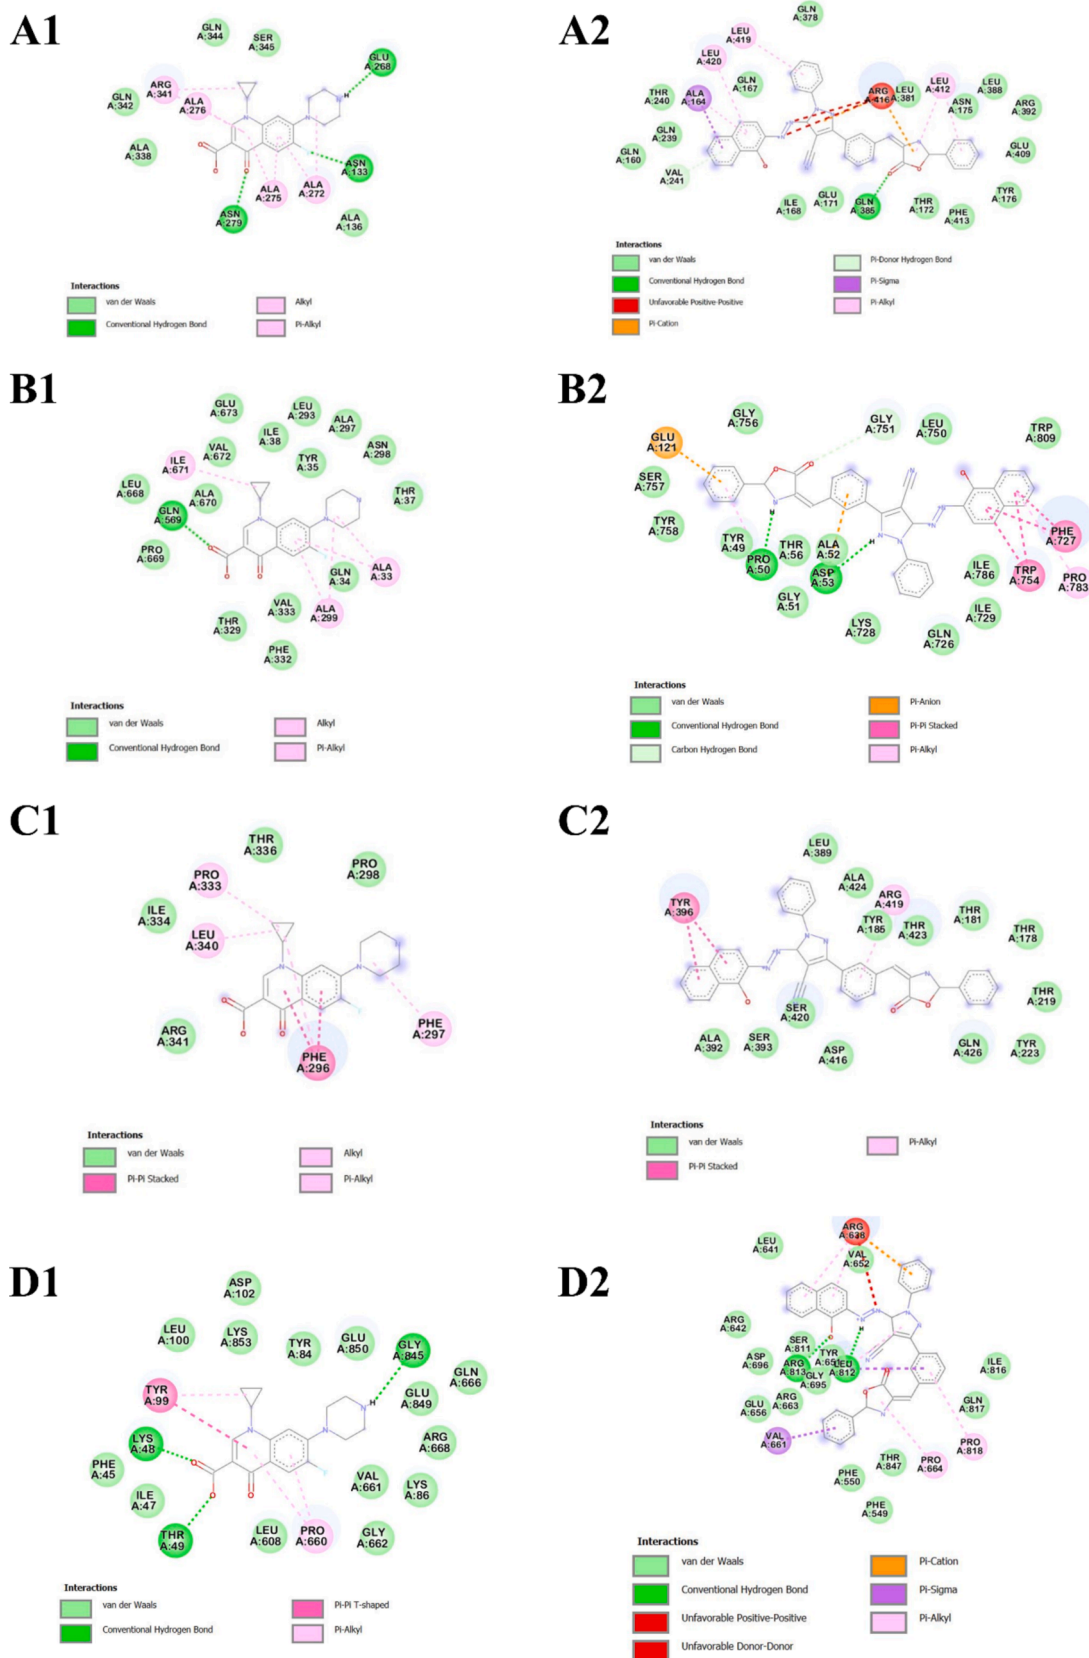 A1
GLN
A:344
SER
A:345
GLU
A:268
ARG
A:341
ALA
A:276
GLN
A:342
ALA
A:338
ASN
A:133
ALA
A:275
ALA
A:272
ASN
A:279
ALA
A:136
Interactions
van der Waals
Conventional Hydrogen Bond
Alkyl
Pi-Alkyl
A2
GLN
A:378
LEU
A:419
LEU
A:420
GLN
A:167
THR
A:240
ALA
A:164
ARG
A:416
LEU
A:381
LEU
A:412
LEU
A:388
ASN
A:175
ARG
A:392
GLN
A:239
GLN
A:160
GLU
A:409
VAL
A:241
ILE
A:168
GLU
A:171
GLN
A:385
THR
A:172
PHE
A:413
TYR
A:176
Interactions
van der Waals
Conventional Hydrogen Bond
Unfavorable Positive-Positive
Pi-Cation
Pi-Donor Hydrogen Bond
Pi-Sigma
Pi-Alkyl
B1
GLU
A:673
LEU
A:293
ALA
A:297
ILE
A:38
ASN
A:298
VAL
A:672
ILE
A:671
TYR
A:35
LEU
A:668
ALA
A:670
THR
A:37
GLN
A:569
PRO
A:669
GLN
A:34
ALA
A:33
VAL
A:333
ALA
A:299
THR
A:329
PHE
A:332
Interactions
van der Waals
Conventional Hydrogen Bond
Alkyl
Pi-Alkyl
B2
GLY
A:756
GLY
A:751
LEU
A:750
TRP
A:809
GLU
A:121
SER
A:757
TYR
A:758
TYR
A:49
THR
A:56
ALA
A:52
PRO
A:50
ASP
A:53
GLY
A:51
LYS
A:728
GLN
A:726
ILE
A:729
ILE
A:786
TRP
A:754
PHE
A:727
PRO
A:783
Interactions
van der Waals
Conventional Hydrogen Bond
Carbon Hydrogen Bond
Pi-Anion
Pi-Pi Stacked
Pi-Alkyl
C1
THR
A:336
PRO
A:333
PRO
A:298
ILE
A:334
LEU
A:340
ARG
A:341
PHE
A:296
PHE
A:297
Interactions
van der Waals
Pi-Pi Stacked
Alkyl
Pi-Alkyl
C2
LEU
A:389
ALA
A:424
ARG
A:419
TYR
A:396
TYR
A:185
THR
A:423
THR
A:181
THR
A:178
THR
A:219
SER
A:420
ALA
A:392
SER
A:393
ASP
A:416
GLN
A:426
TYR
A:223
Interactions
van der Waals
Pi-Pi Stacked
Pi-Alkyl
D1
ASP
A:102
LEU
A:100
LYS
A:853
TYR
A:84
GLU
A:850
GLY
A:845
GLN
A:666
TYR
A:99
GLU
A:849
LYS
A:48
ARG
A:668
PHE
A:45
ILE
A:47
VAL
A:661
LYS
A:86
THR
A:49
LEU
A:608
PRO
A:660
GLY
A:662
Interactions
van der Waals
Conventional Hydrogen Bond
Pi-Pi T-shaped
Pi-Alkyl
D2
ARG
A:638
LEU
A:641
VAL
A:652
ARG
A:642
SER
A:811
ASP
A:696
ARG
A:813
TYR
LEU
A:812
GLY
A:695
ILE
A:816
GLU
A:656
ARG
A:663
GLN
A:817
VAL
A:661
PRO
A:818
PRO
A:664
THR
A:847
PHE
A:550
PHE
A:549
Interactions
van der Waals
Conventional Hydrogen Bond
Unfavorable Positive-Positive
Unfavorable Donor-Donor
Pi-Cation
Pi-Sigma
Pi-Alkyl